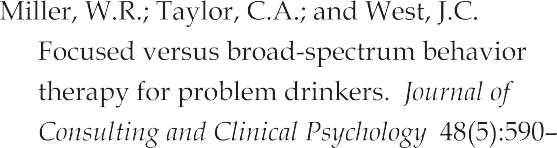 Miller, W.R.; Taylor, C.A.; and West, J.C.
Focused versus broad-spectrum behavior
therapy for problem drinkers. Journal of
Consulting and Clinical Psychology 48(5):590–